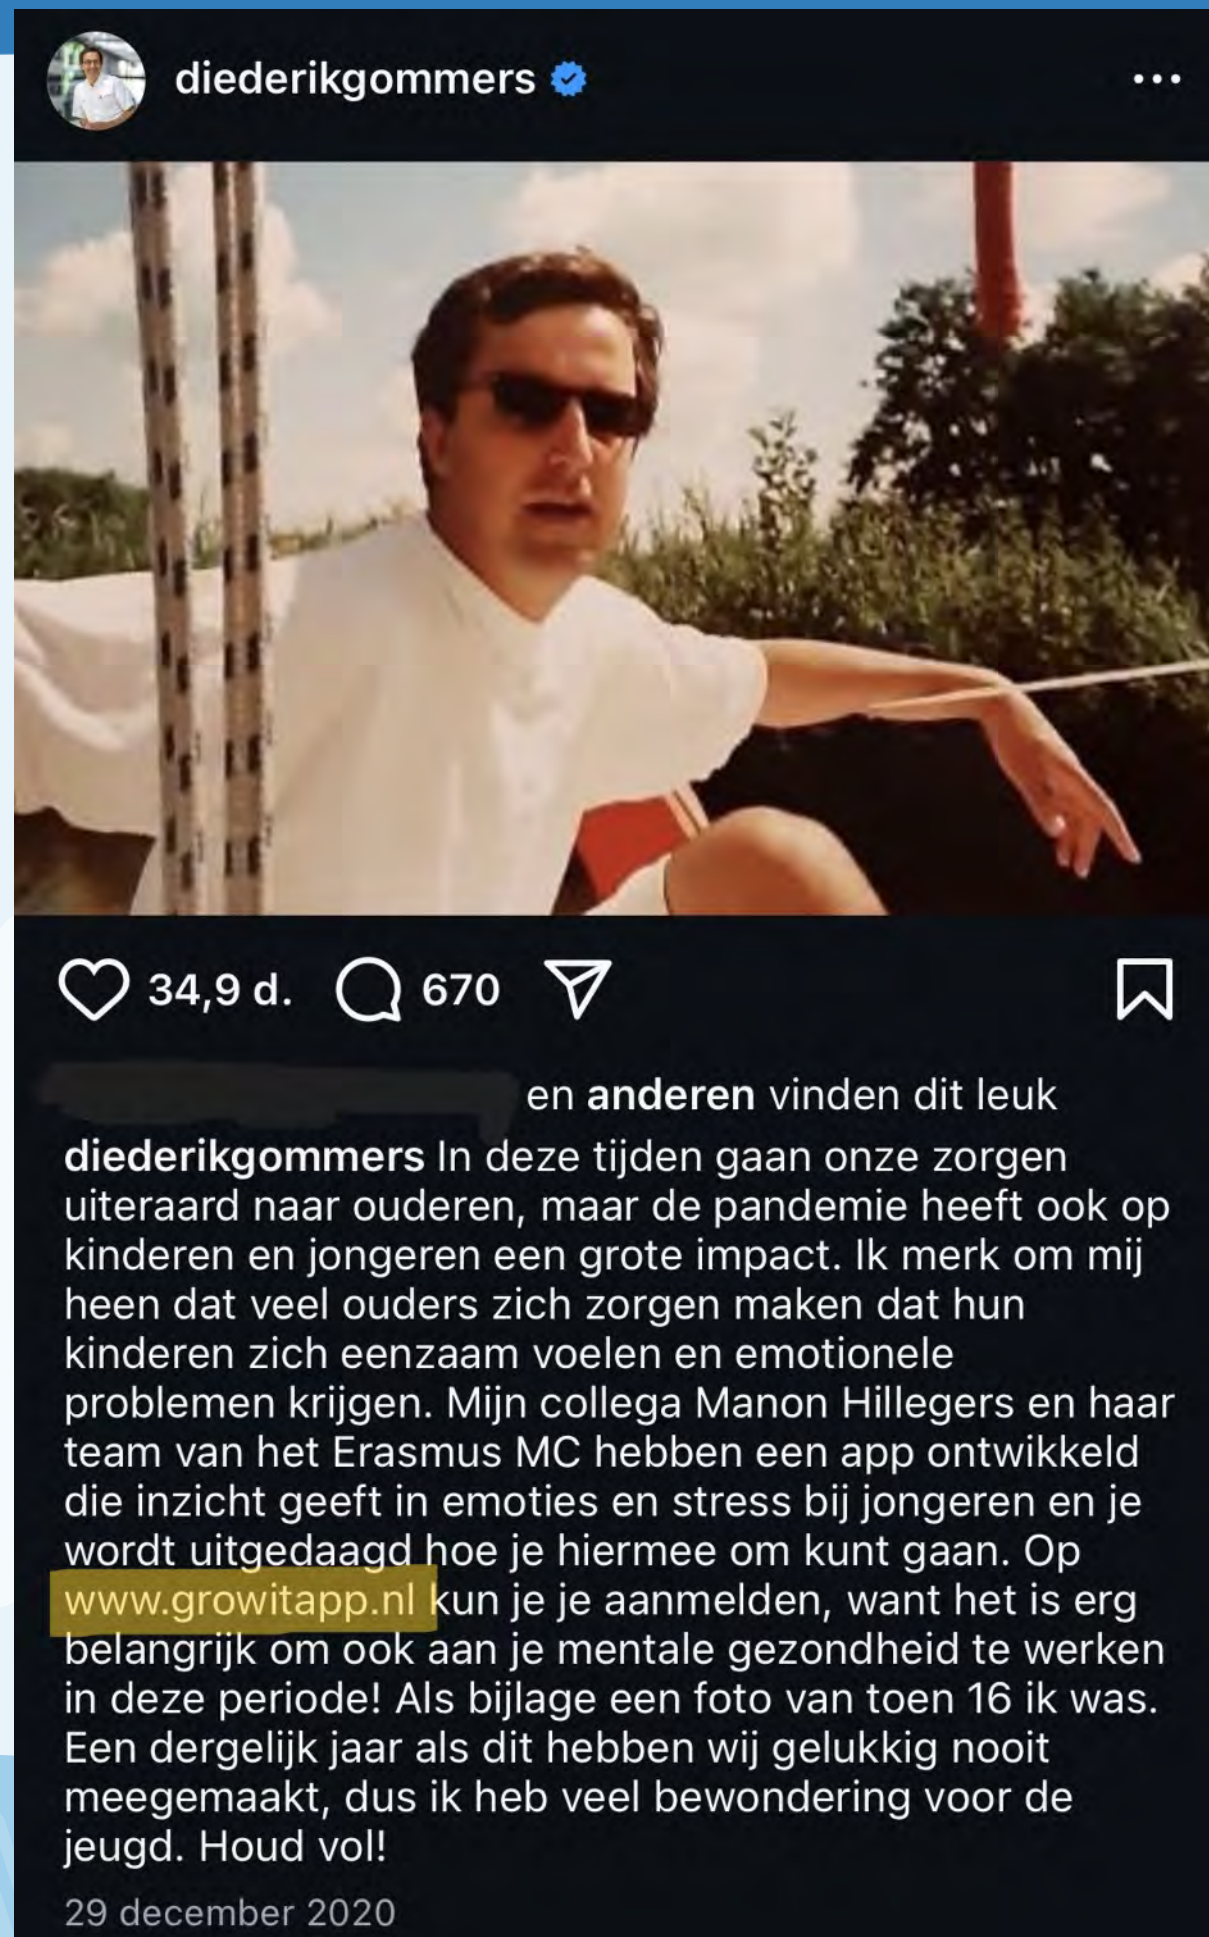 diederikgommers
34,9 d. 670
en anderen vinden dit leuk
diederikgommers In deze tijden gaan onze zorgen
uiteraard naar ouderen, maar de pandemie heeft ook op
kinderen en jongeren een grote impact. Ik merk om mij
heen dat veel ouders zich zorgen maken dat hun
kinderen zich eenzaam voelen en emotionele
problemen krijgen. Mijn collega Manon Hillegers en haar
team van het Erasmus MC hebben een app ontwikkeld
die inzicht geeft in emoties en stress bij jongeren en je
wordt uitgedaagd hoe je hiermee om kunt gaan. Op
www.growitapp.nl kun je je aanmelden, want het is erg
belangrijk om ook aan je mentale gezondheid te werken
in deze periode! Als bijlage een foto van toen 16 ik was.
Een dergelijk jaar als dit hebben wij gelukkig nooit
meegemaakt, dus ik heb veel bewondering voor de
jeugd. Houd vol!
29 december 2020